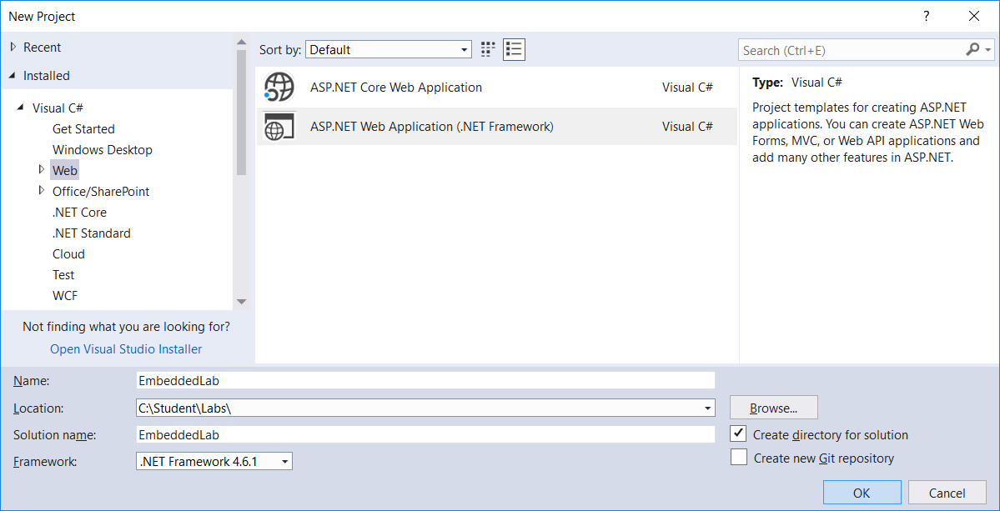 New Project
?
Recent
Installed
Visual C#
Get Started
Windows Desktop
Web
Office/SharePoint
.NET Core
.NET Standard
Cloud
Test
WCF
Not finding what you are looking for?
Open Visual Studio Installer
Sort by: Default
ASP.NET Core Web Application Visual C#
ASP.NET Web Application (.NET Framework) Visual C#
Search (Ctrl+E)
Type: Visual C#
Project templates for creating ASP.NET
applications. You can create ASP.NET Web
Forms, MVC, or Web API applications and
add many other features in ASP.NET.
Name: EmbeddedLab
Location: C:\Student\Labs\ Browse...
Solution name: EmbeddedLab Create directory for solution
Framework: .NET Framework 4.6.1 Create new Git repository
OK Cancel